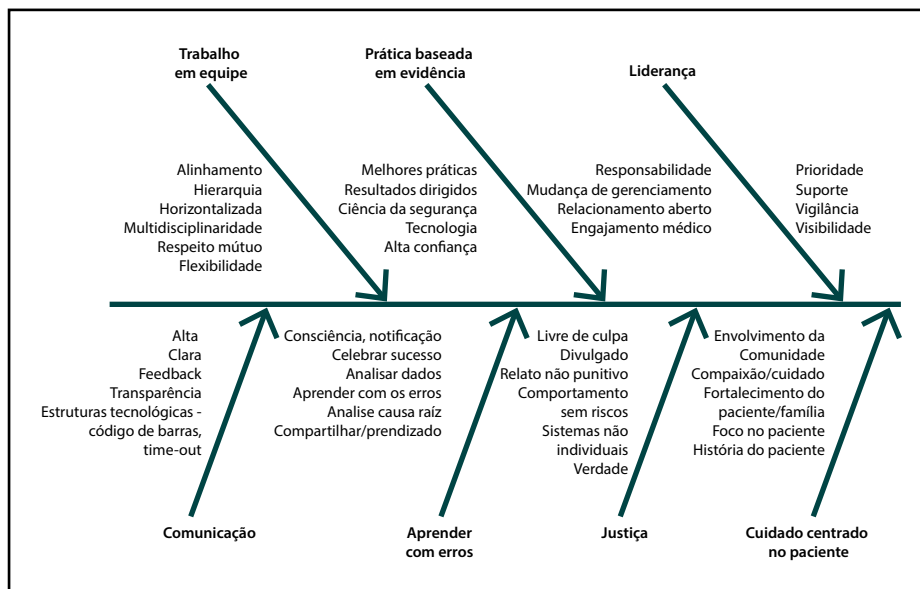 Trabalho
em equipe
Prática baseada
em evidência
Liderança
Alinhamento
Hierarquia
Horizontalizada
Multidisciplinaridade
Respeito mútuo
Flexibilidade
Melhores práticas
Resultados dirigidos
Ciência da segurança
Tecnologia
Alta confiança
Responsabilidade
Mudança de gerenciamento
Relacionamento aberto
Engajamento médico
Prioridade
Suporte
Vigilância
Visibilidade
Alta
Clara
Feedback
Transparência
Estruturas tecnológicas -
código de barras,
time-out
Consciência, notificação
Celebrar sucesso
Analisar dados
Aprender com os erros
Analise causa raíz
Compartilhar/prendizado
Livre de culpa
Divulgado
Relato não punitivo
Comportamento
sem riscos
Sistemas não
individuais
Verdade
Envolvimento da
Comunidade
Compaixão/cuidado
Fortalecimento do
paciente/família
Foco no paciente
História do paciente
Comunicação
Aprender
com erros
Justiça
Cuidado centrado
no paciente